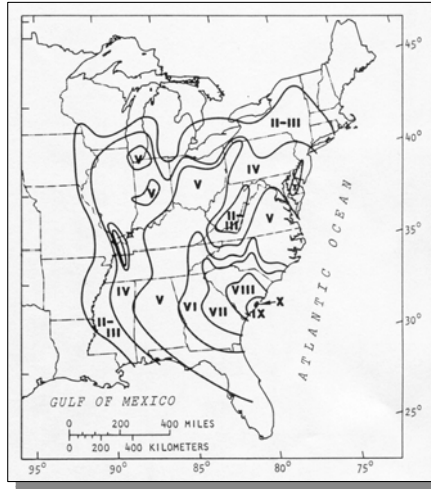 45°
II-III
40°
V
IV
V
V
V
II-
III
V
35°
ATLANTIC OCEAN
VIII
X
IV
V
VI
VII
IX
30°
II-
III
GULF OF MEXICO
0 200 400 MILES
0 200 400 KILOMETERS
25°
95° 90° 85° 80° 75°